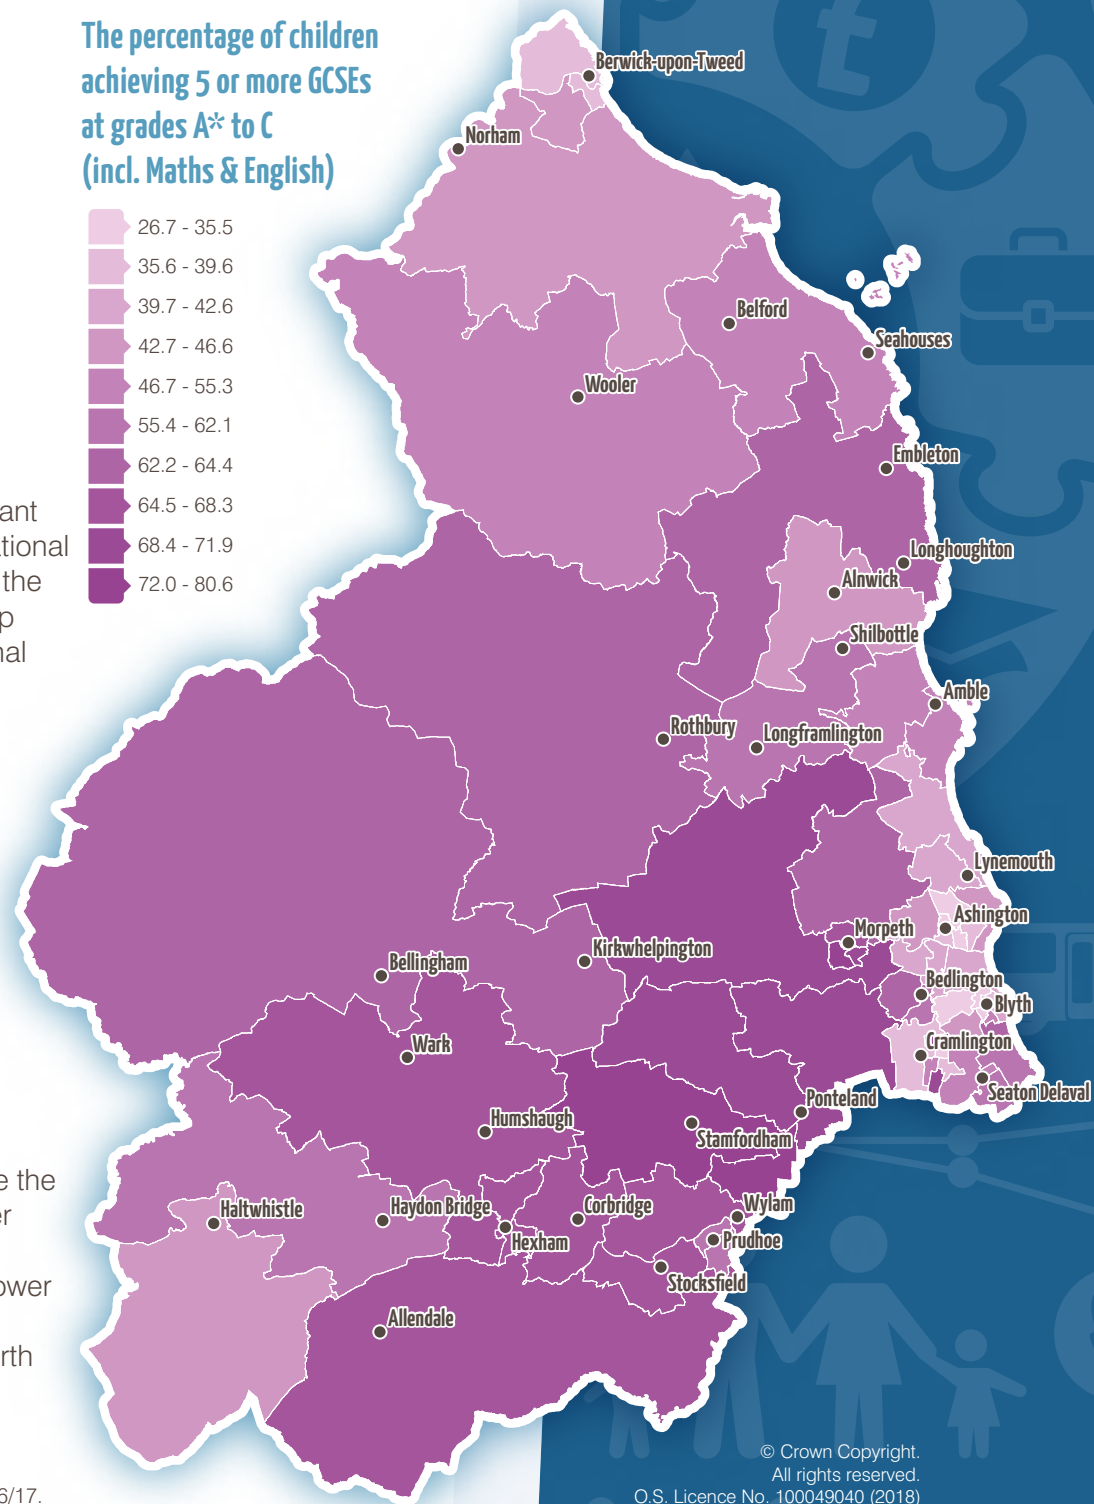 The percentage of children
achieving 5 or more GCSEs
at grades A* to C
(incl. Maths & English)
26.7 - 35.5
35.6 - 39.6
39.7 - 42.6
42.7 - 46.6
46.7 - 55.3
55.4 - 62.1
62.2 - 64.4
64.5 - 68.3
68.4 - 71.9
72.0 - 80.6
Berwick-upon-Tweed
Norham
Belford
Seahouses
Wooler
Embleton
Longhoughton
Alnwick
Shilbottle
Amble
Rothbury
Longframlington
Lynemouth
Ashington
Morpeth
Kirkwhelpington
Bellingham
Bedlington
Blyth
Cramlington
Wark
Seaton Delaval
Ponteland
Humshaugh
Stamfordham
Haltwhistle
Haydon Bridge
Corbridge
Wylam
Hexham
Prudhoe
Stocksfield
Allendale
the
e the
rth
6/17.
© Crown Copyright.
All rights reserved.
O.S. Licence No. 100049040 (2018)